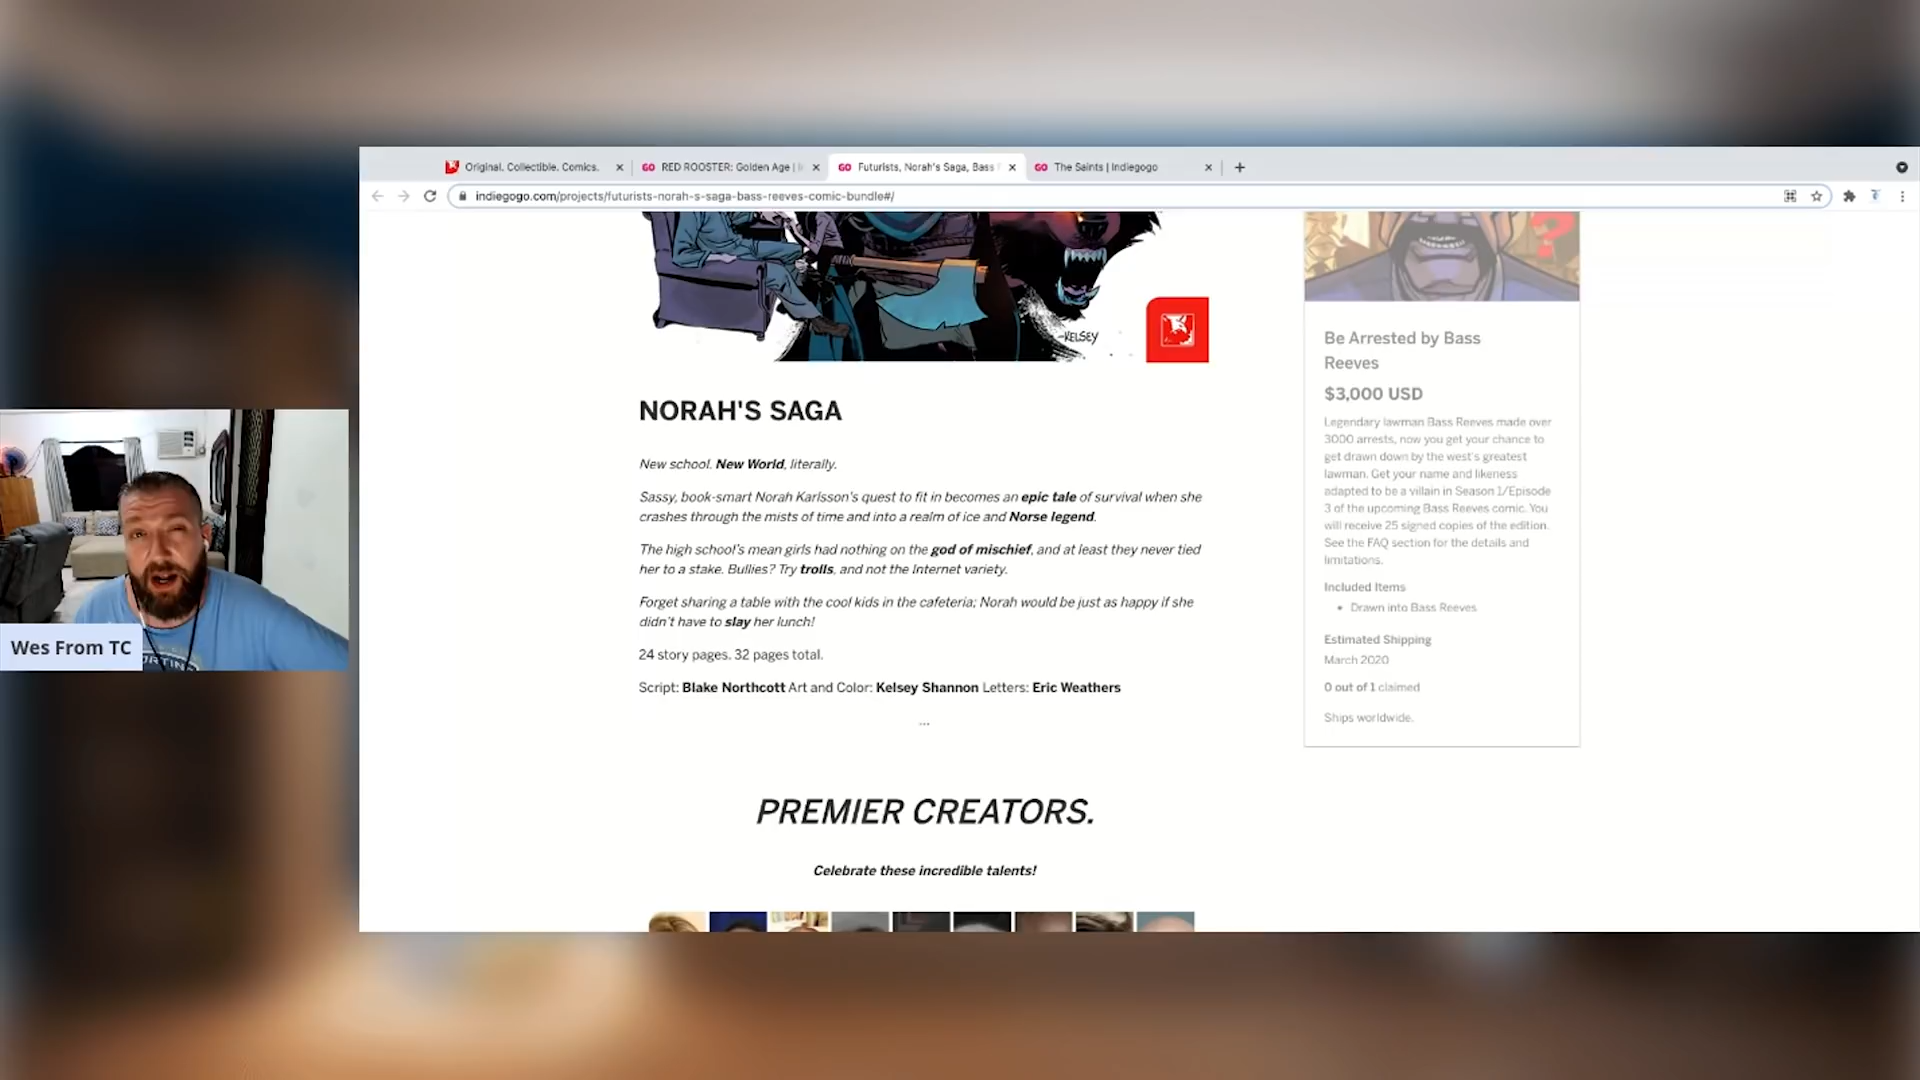 Original. Collectible. Comics.
RED ROOSTER: Golden Age |
Futurists, Norah's Saga, Bass
The Saints | Indiegogo
indiegogo.com/projects/futurists-norah-s-saga-bass-reeves-comic-bundle#/
-KELSEY
NORAH'S SAGA
New school. New World, literally.
Sassy, book-smart Norah Karlsson's quest to fit in becomes an epic tale of survival when she
crashes through the mists of time and into a realm of ice and Norse legend.
The high school's mean girls had nothing on the god of mischief, and at least they never tied
her to a stake. Bullies? Try trolls, and not the Internet variety.
Forget sharing a table with the cool kids in the cafeteria; Norah would be just as happy if she
didn't have to slay her lunch!
24 story pages. 32 pages total.
Script: Blake Northcott Art and Color: Kelsey Shannon Letters: Eric Weathers
...
PREMIER CREATORS.
Celebrate these incredible talents!
?
Be Arrested by Bass
Reeves
$3,000 USD
Legendary lawman Bass Reeves made over
3000 arrests, now you get your chance to
get drawn down by the west's greatest
lawman. Get your name and likeness
adapted to be a villain in Season 1/Episode
3 of the upcoming Bass Reeves comic. You
will receive 25 signed copies of the edition.
See the FAQ section for the details and
limitations.
Included Items
• Drawn into Bass Reeves
Estimated Shipping
March 2020
0 out of 1 claimed
Ships worldwide.
Wes From TC